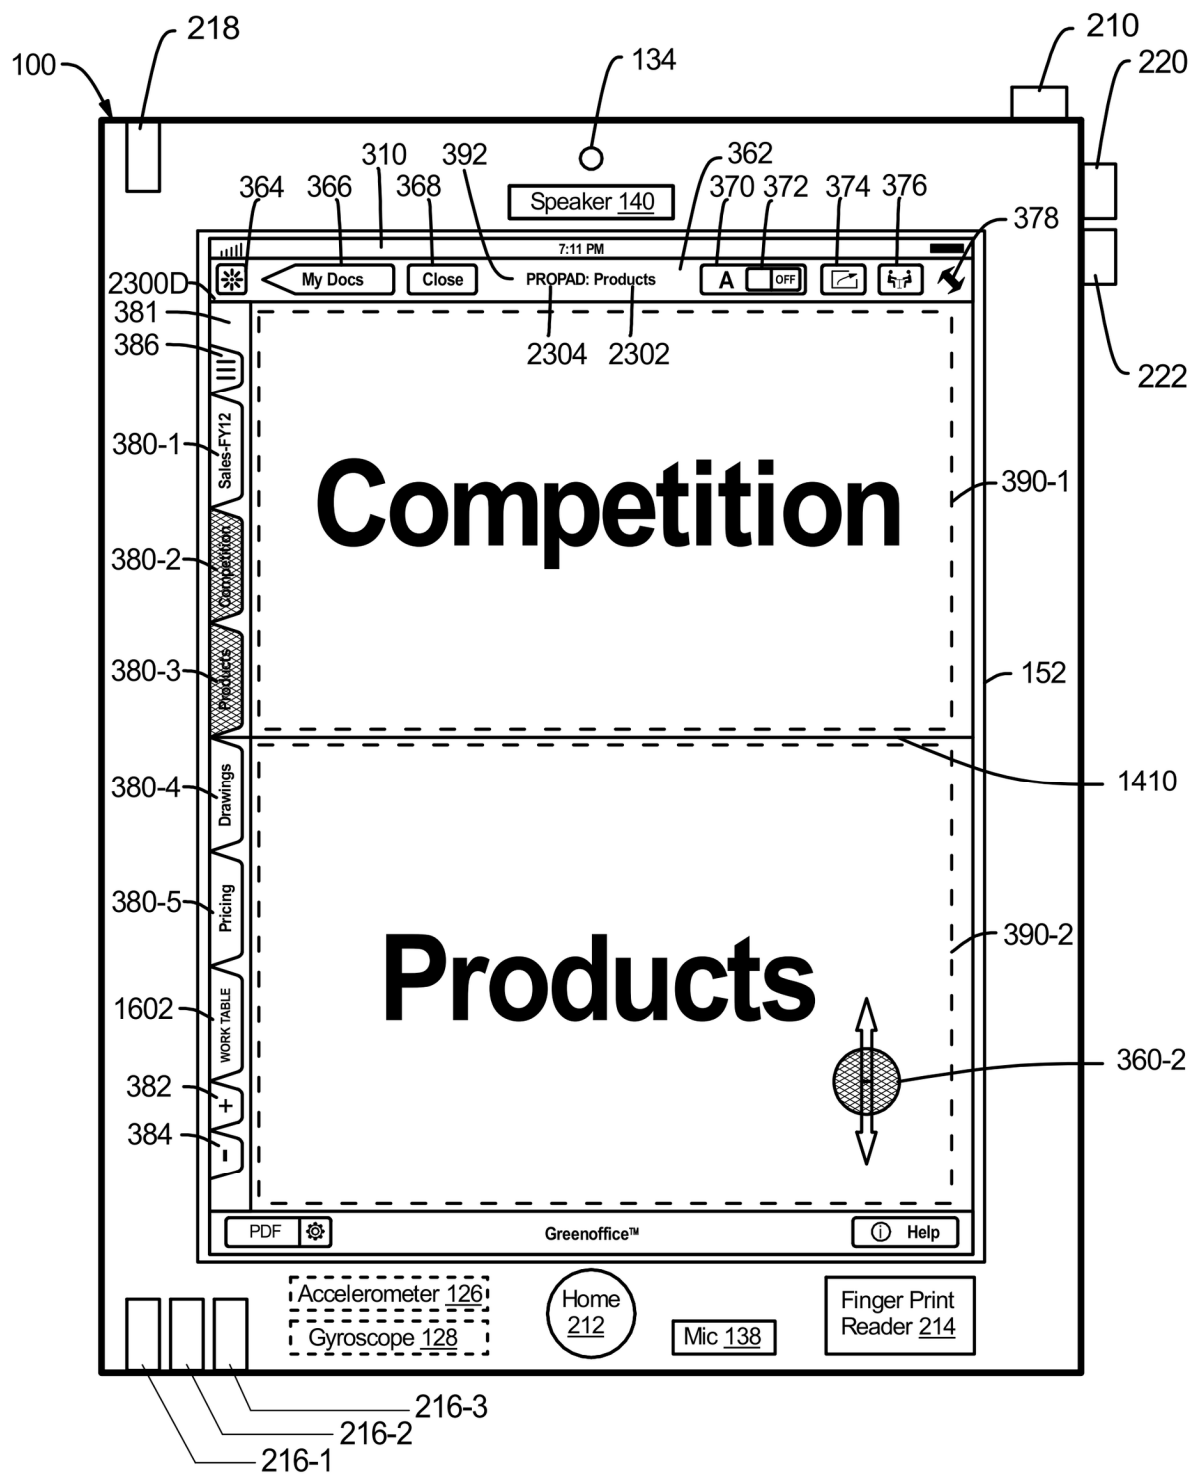 218
210
100
134
220
310
392
362
364
366
368
370
372
374
376
378
Speaker 140
7:11 PM
My Docs
Close
PROPAD: Products
A
OFF
2300D
381
386
2304
2302
222
380-1
Sales-FY12
Competition
390-1
380-2
Competition
380-3
Products
152
380-4
Drawings
1410
380-5
Pricing
Products
390-2
1602
WORK TABLE
360-2
382
+
384
-
PDF
Greenoffice™
i Help
Accelerometer 126
Gyroscope 128
Home
212
Mic 138
Finger Print
Reader 214
216-3
216-2
216-1